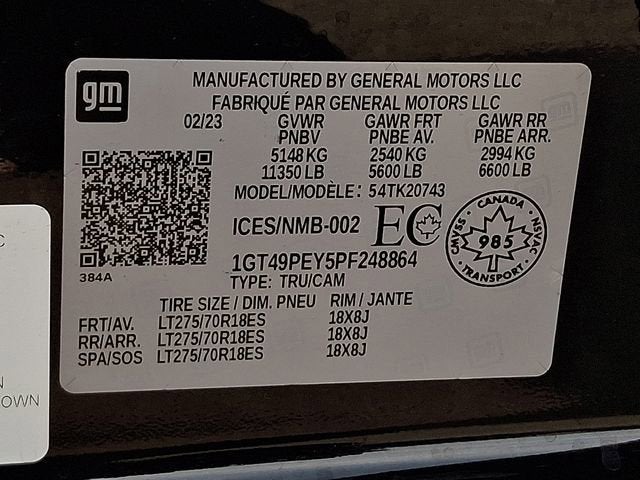 gm
MANUFACTURED BY GENERAL MOTORS LLC
FABRIQUÉ PAR GENERAL MOTORS LLC
02/23 GVWR GAWR FRT GAWR RR
PNBV PNBE AV. PNBE ARR.
5148 KG 2540 KG 2994 KG
11350 LB 5600 LB 6600 LB
MODEL/MODÈLE: 54TK20743
ICES/NMB-002 EC
CANADA
CMVSS 985 NSVAC
TRANSPORT
1GT49PEY5PF248864
384A
TYPE: TRU/CAM
TIRE SIZE / DIM. PNEU RIM / JANTE
FRT/AV. LT275/70R18ES 18X8J
RR/ARR. LT275/70R18ES 18X8J
SPA/SOS LT275/70R18ES 18X8J
C
N
OWN